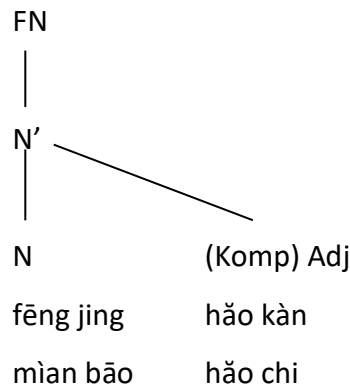 FN
N’
N (Komp) Adj
fēng jing hăo kàn
mìan bāo hăo chi